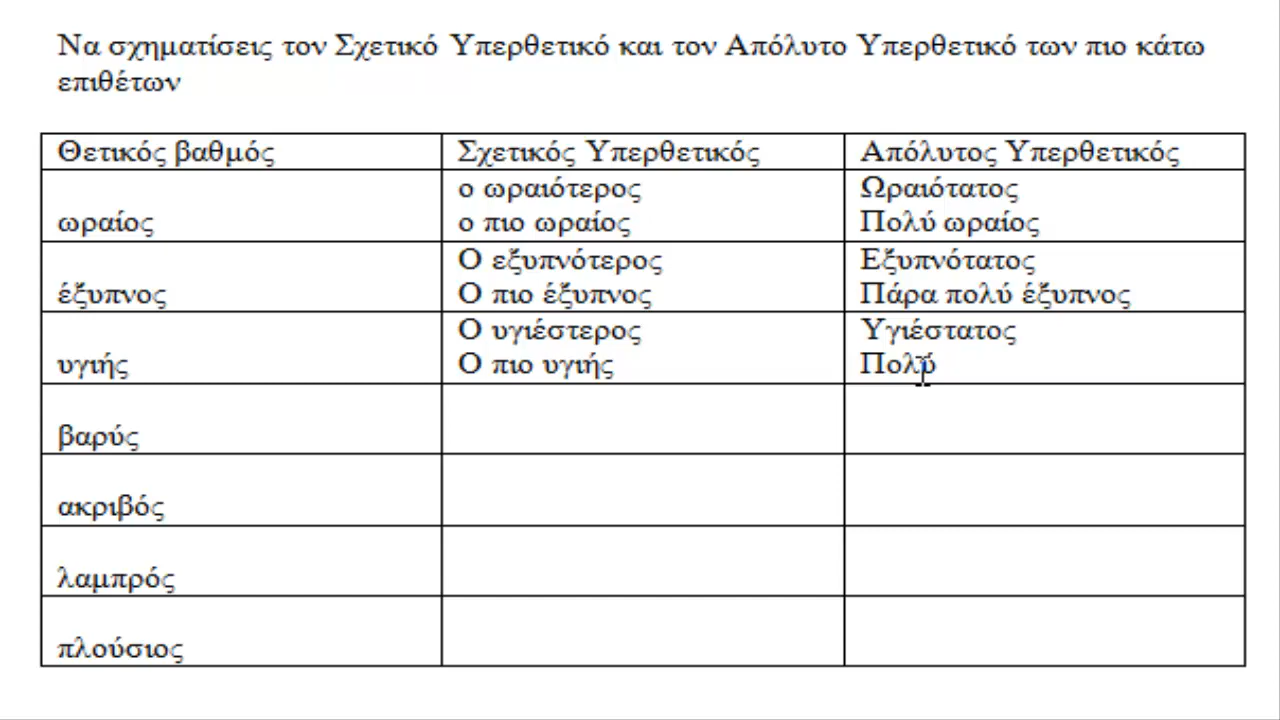 Να σχηματίσεις τον Σχετικό Υπερθετικό και τον Απόλυτο Υπερθετικό των πιο κάτω
επιθέτων
Θετικός βαθμός Σχετικός Υπερθετικός Απόλυτος Υπερθετικός
ο ωραιότερος Ωραιότατος
ωραίος ο πιο ωραίος Πολύ ωραίος
Ο εξυπνότερος Εξυπνότατος
έξυπνος Ο πιο έξυπνος Πάρα πολύ έξυπνος
Ο υγιέστερος Υγιέστατος
υγιής Ο πιο υγιής Πολύ
βαρύς
ακριβός
λαμπρός
πλούσιος